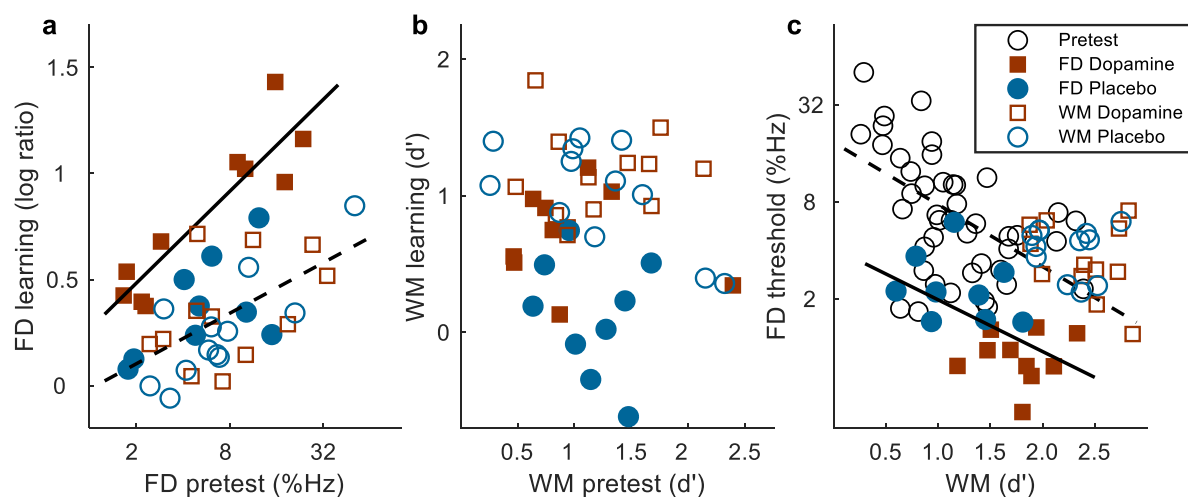 a
FD learning (log ratio)
1.5
1
0.5
0
2
8
32
FD pretest (%Hz)
b
WM learning (d')
2
1
0
0.5
1
1.5
2
2.5
WM pretest (d')
c
FD threshold (%Hz)
32
8
2
0.5
1.0
1.5
2.0
2.5
WM (d')
Pretest
FD Dopamine
FD Placebo
WM Dopamine
WM Placebo